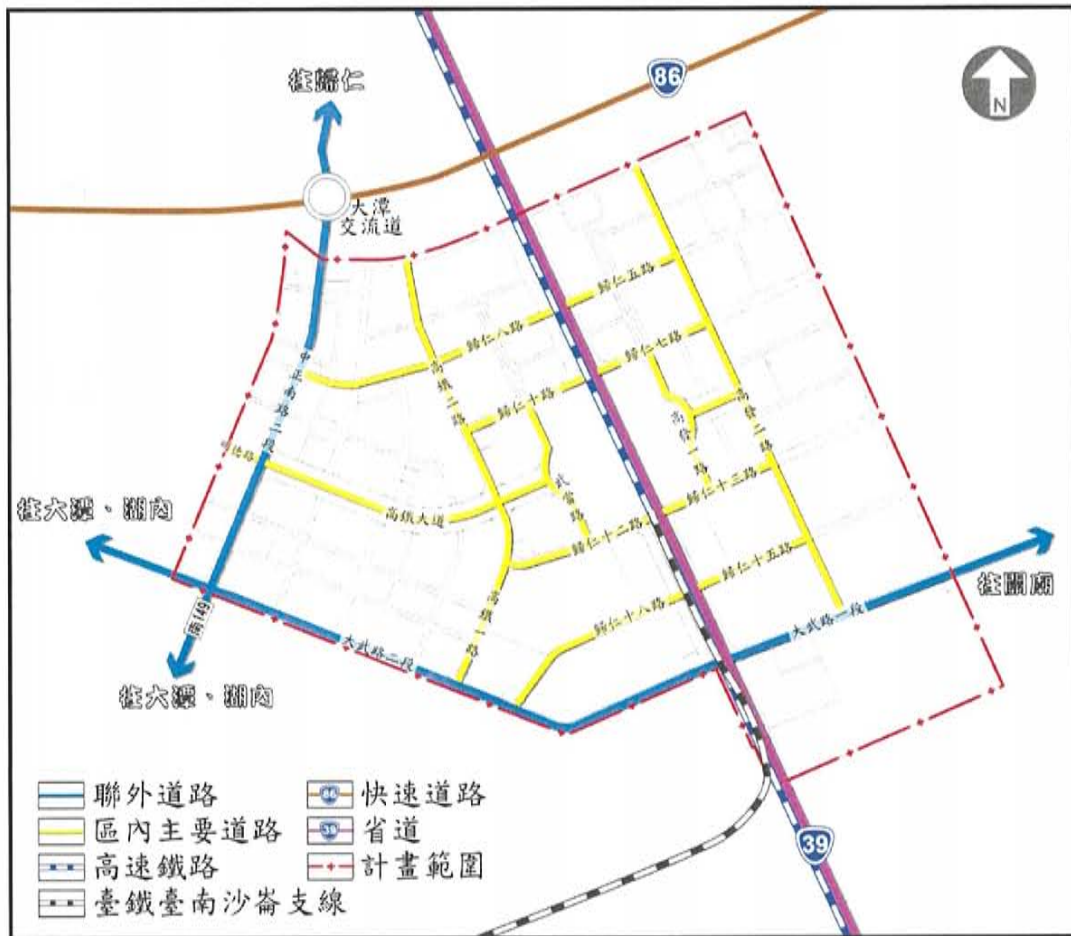 86
N
往歸仁
大潭
交流道
歸仁五路
歸仁八路
歸仁七路
高鐵二路
中正南路二段
歸仁十路
高發二路
高發一路
武當路
歸仁十三路
高鐵大道
往大潭、湖內
歸仁十二路
歸仁十五路
往關廟
高鐵一路
歸仁十八路
大武路一段
南149
大武路二段
往大潭、湖內
39
聯外道路
86 快速道路
區內主要道路
39 省道
高速鐵路
計畫範圍
臺鐵臺南沙崙支線